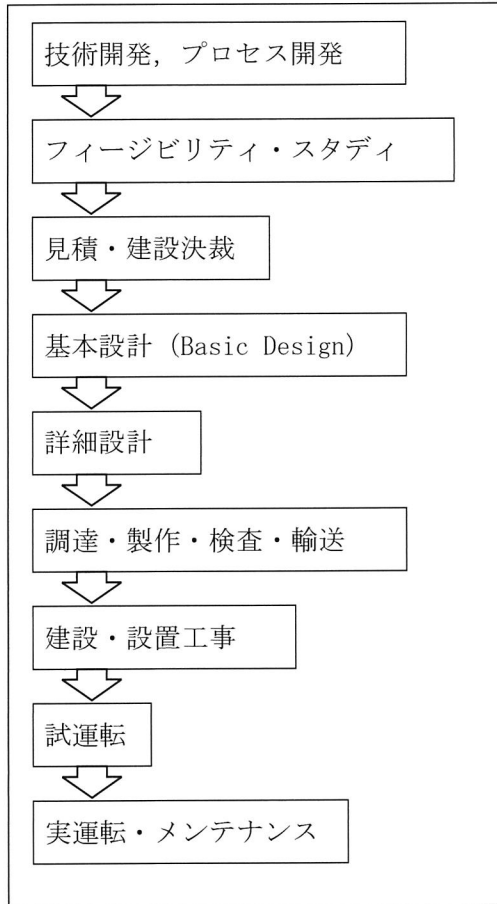 技術開発, プロセス開発
フィージビリティ・スタディ
見積・建設決裁
基本設計 (Basic Design)
詳細設計
調達・製作・検査・輸送
建設・設置工事
試運転
実運転・メンテナンス